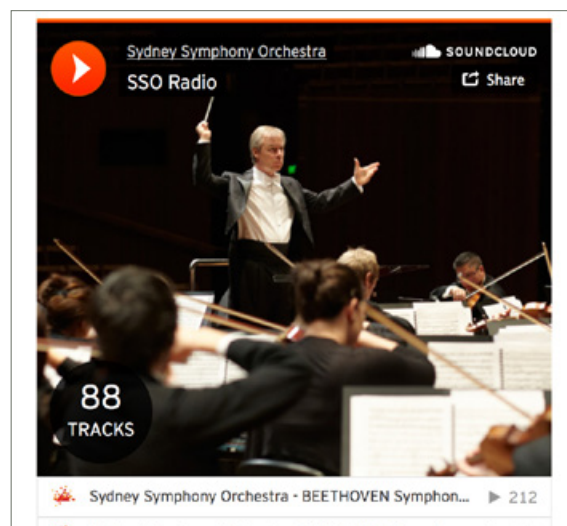 Sydney Symphony Orchestra
SOUNDCLOUD
SSO Radio
Share
88
TRACKS
Sydney Symphony Orchestra - BEETHOVEN Symphon...
212